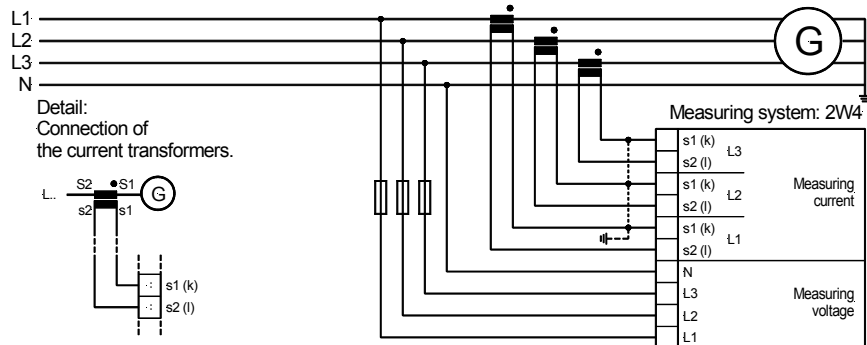 L1
L2
L3
N
G
Detail:
Connection of
the current transformers.
L..
S2
S1
G
s2
s1
s1 (k)
s2 (l)
Measuring system: 2W4
s1 (k)
s2 (l)
L3
s1 (k)
s2 (l)
L2
s1 (k)
s2 (l)
L1
Measuring
current
N
L3
L2
L1
Measuring
voltage